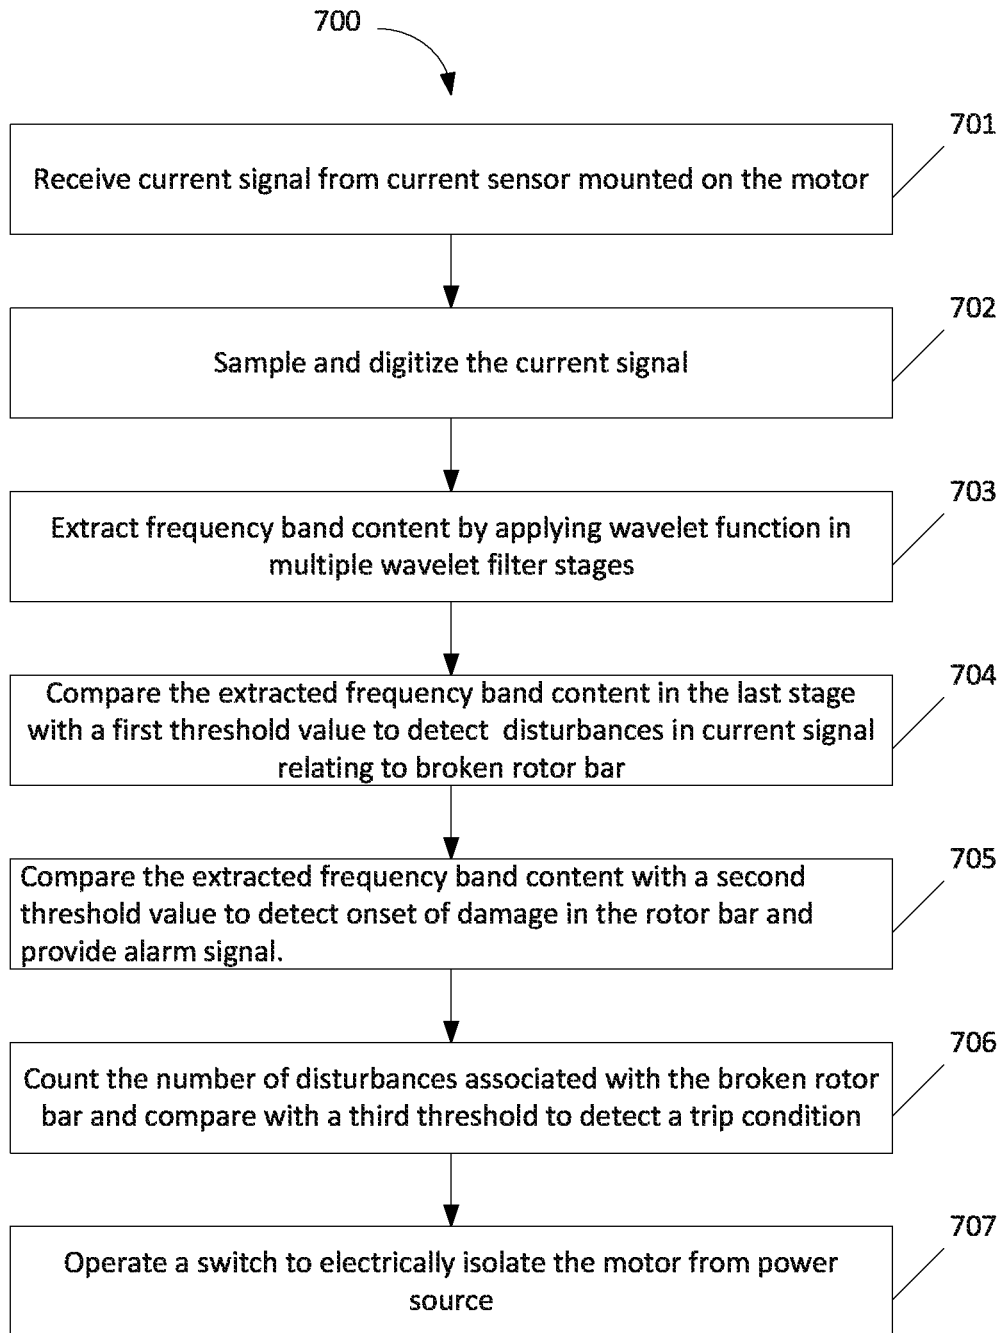 700
701
Receive current signal from current sensor mounted on the motor
702
Sample and digitize the current signal
703
Extract frequency band content by applying wavelet function in
multiple wavelet filter stages
704
Compare the extracted frequency band content in the last stage
with a first threshold value to detect  disturbances in current signal
relating to broken rotor bar
705
Compare the extracted frequency band content with a second
threshold value to detect onset of damage in the rotor bar and
provide alarm signal.
706
Count the number of disturbances associated with the broken rotor
bar and compare with a third threshold to detect a trip condition
707
Operate a switch to electrically isolate the motor from power
source